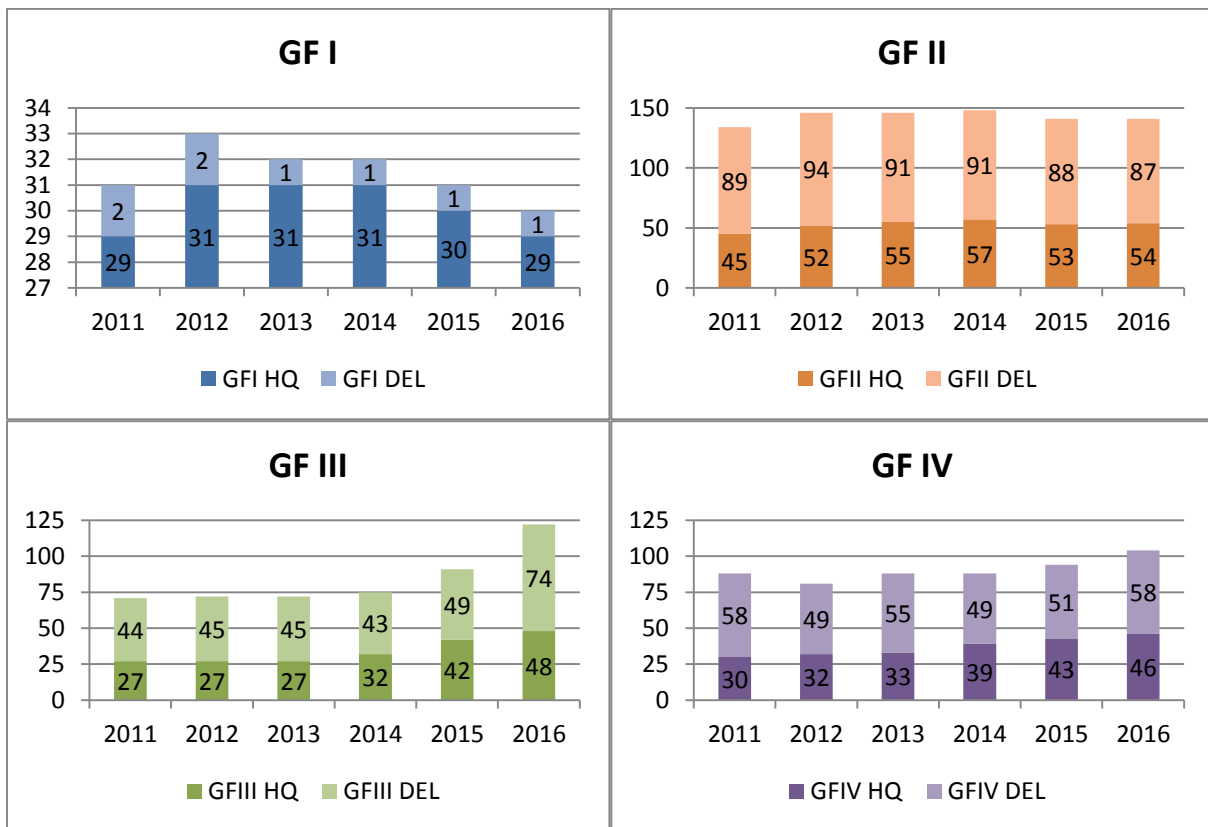 GF I
34
33
32
31
30
29
28
27
2 2 1 1 1 1
29 31 31 31 30 29
2011 2012 2013 2014 2015 2016
GFI HQ GFI DEL
GF II
150
100
50
0
89 94 91 91 88 87
45 52 55 57 53 54
2011 2012 2013 2014 2015 2016
GFII HQ GFII DEL
GF III
125
100
75
50
25
0
44 45 45 43 49 74
27 27 27 32 42 48
2011 2012 2013 2014 2015 2016
GFIII HQ GFIII DEL
GF IV
125
100
75
50
25
0
58 49 55 49 51 58
30 32 33 39 43 46
2011 2012 2013 2014 2015 2016
GFIV HQ GFIV DEL